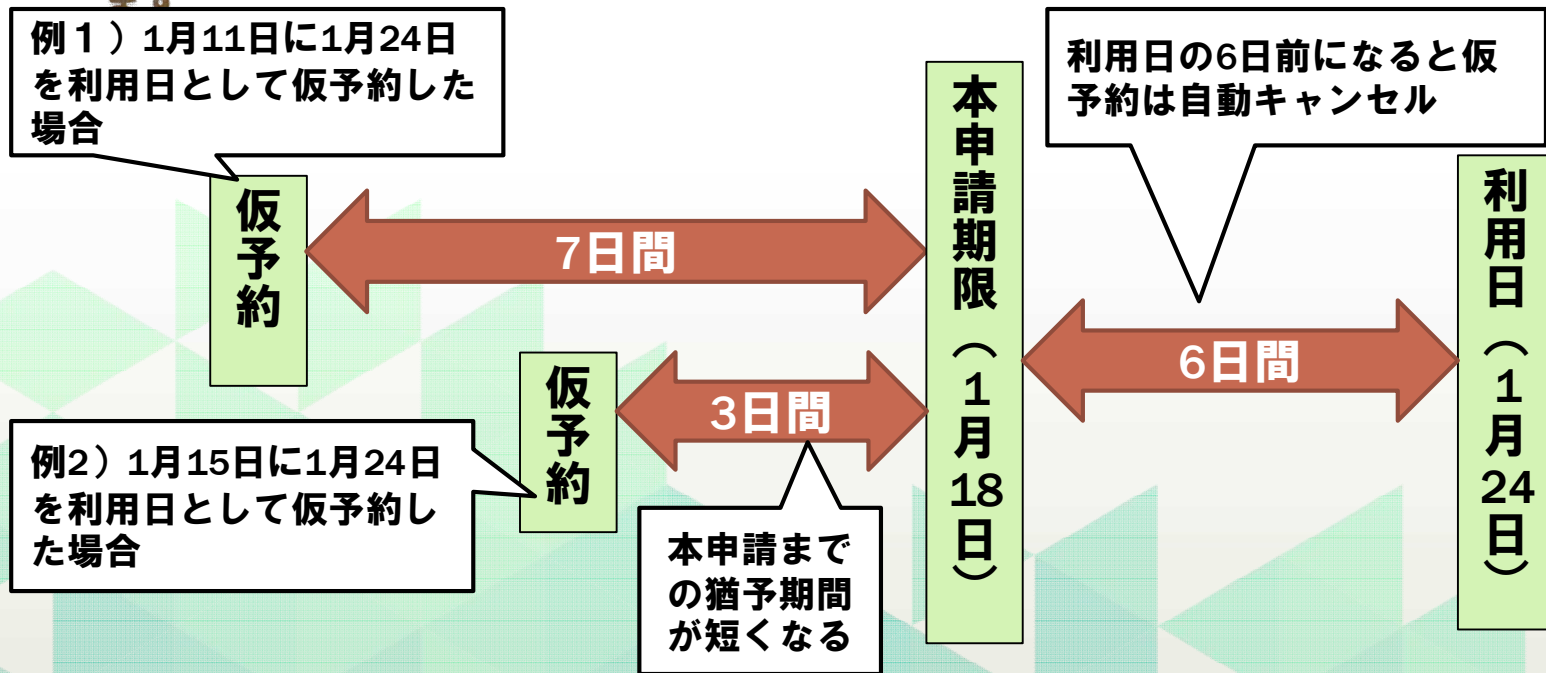 例１）1月11日に1月24日
を利用日として仮予約した
場合
利用日の6日前になると仮
予約は自動キャンセル
仮予約
7日間
本申請期限（1月18日）
利用日（1月24日）
6日間
仮予約
3日間
例2）1月15日に1月24日
を利用日として仮予約し
た場合
本申請まで
の猶予期間
が短くなる